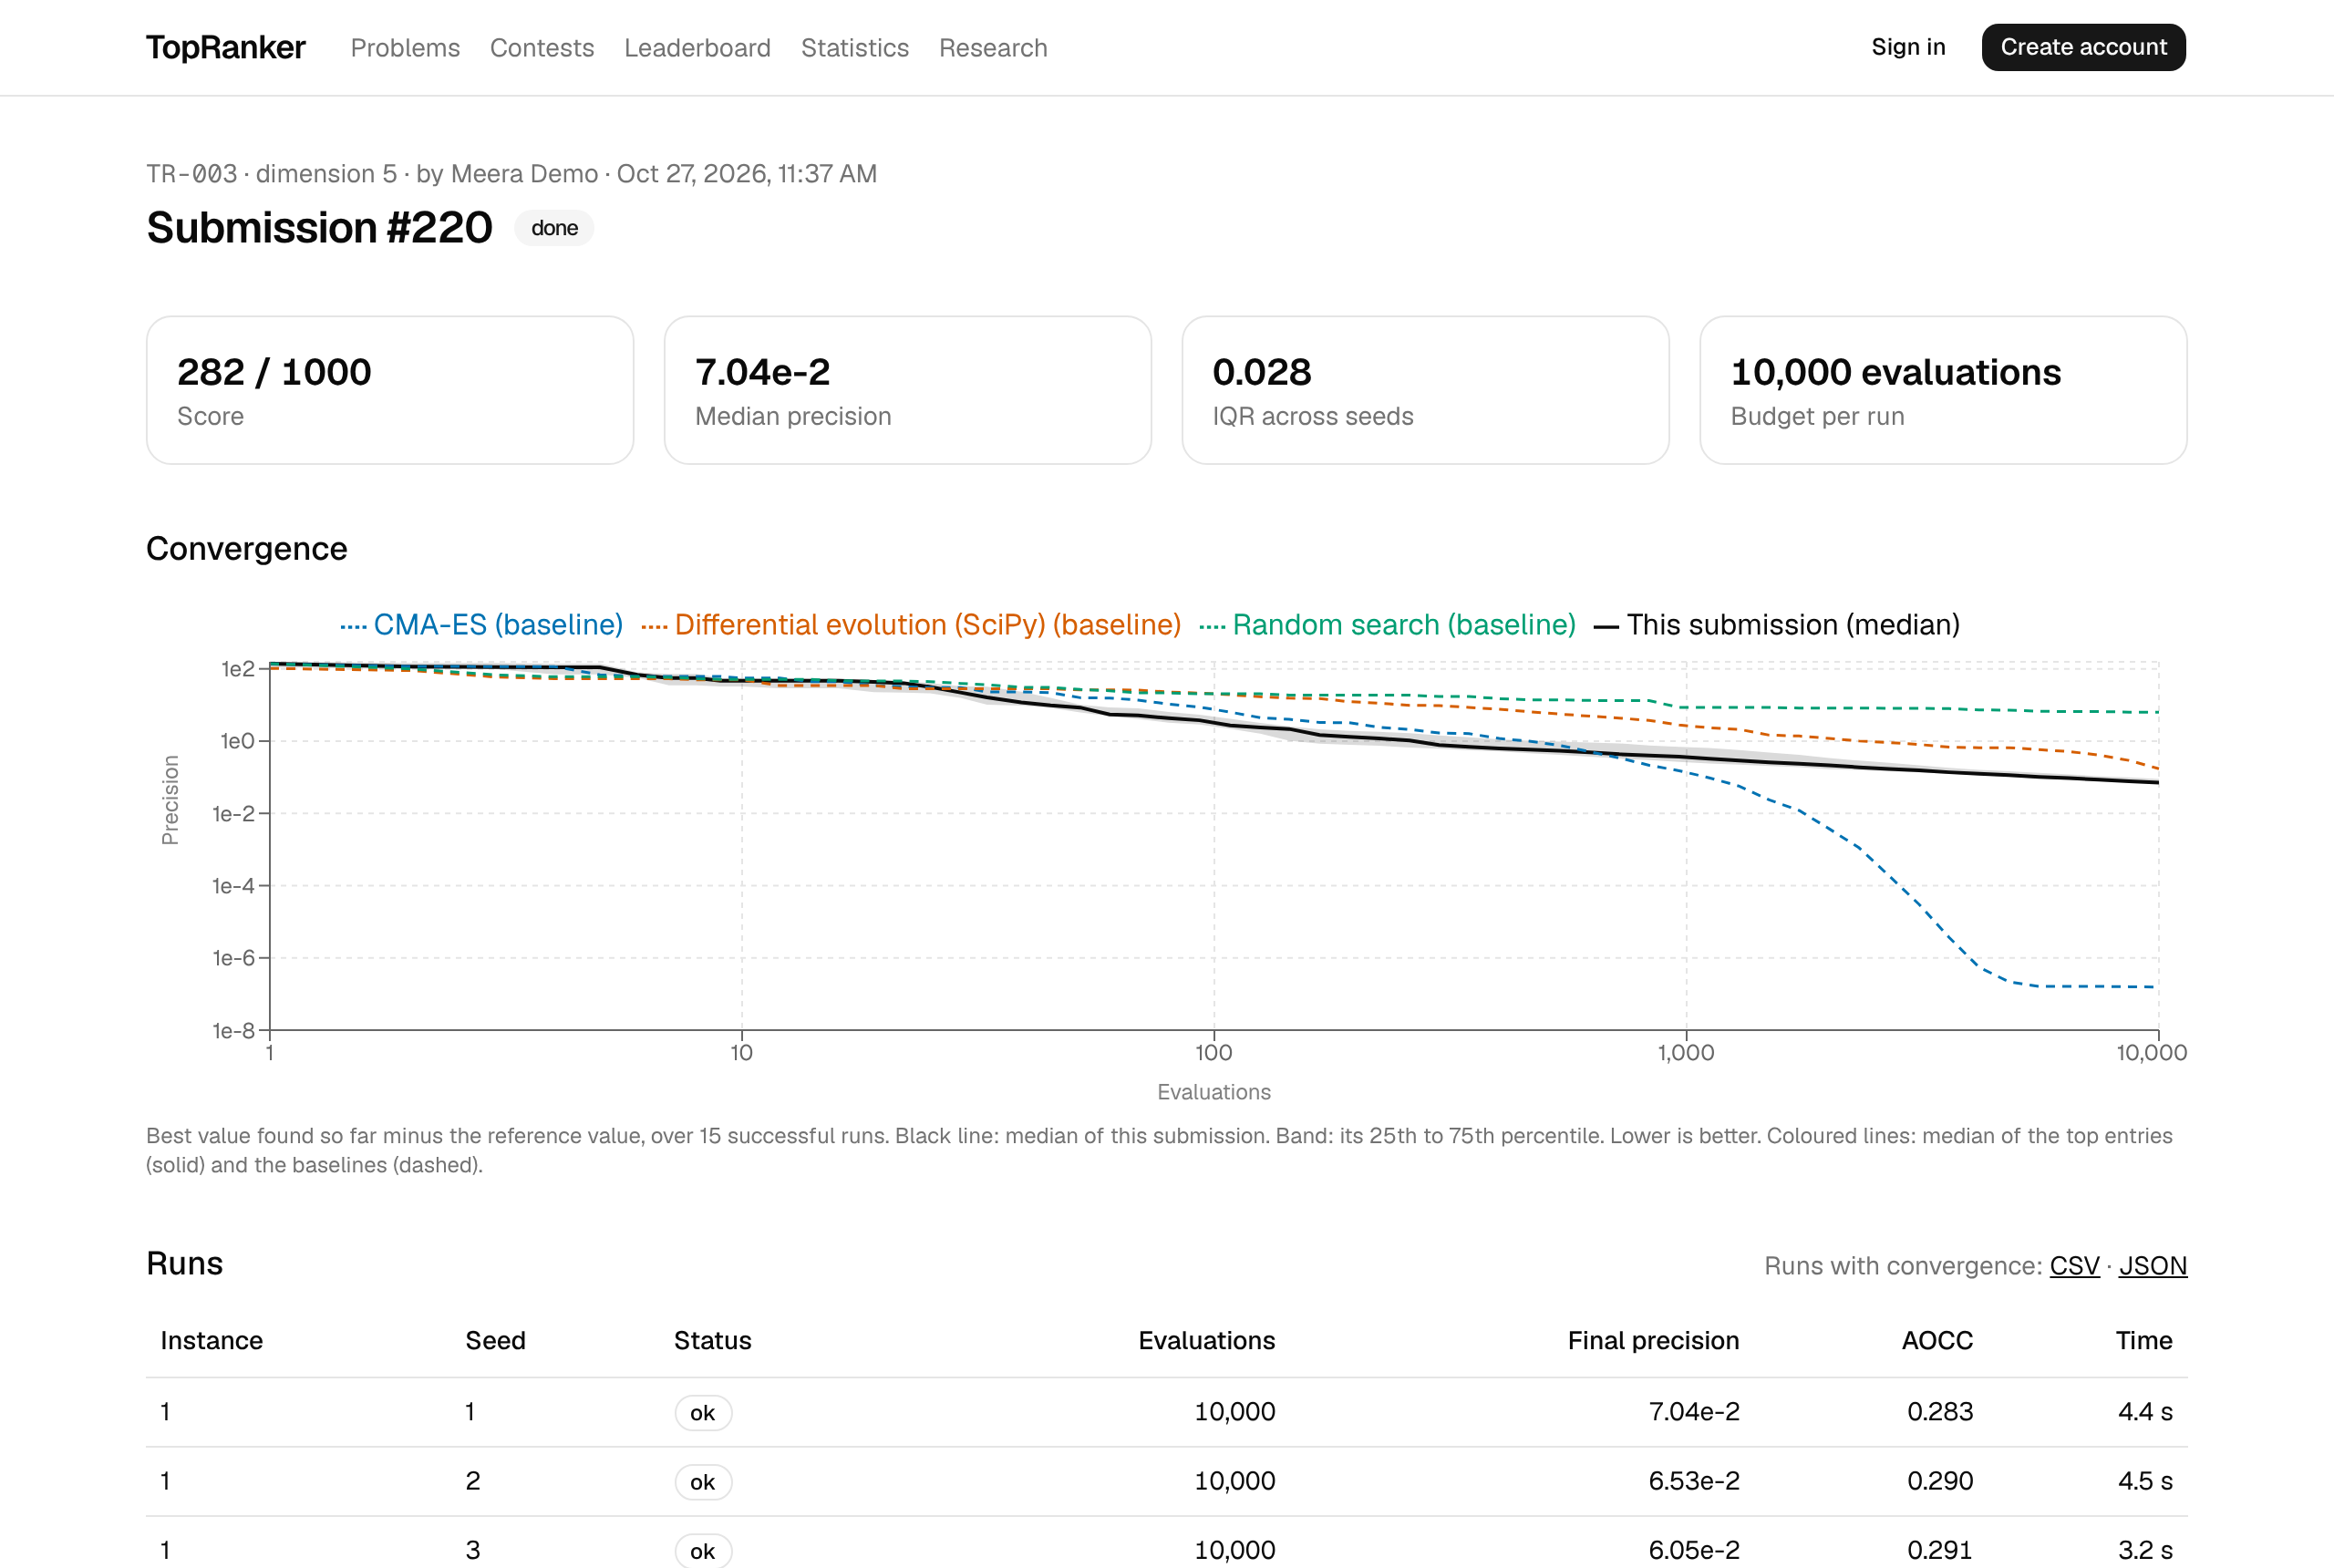 TopRanker Problems Contests Leaderboard Statistics Research Sign in Create account
TR-003 · dimension 5 · by Meera Demo · Oct 27, 2026, 11:37 AM
Submission #220 done
282 / 1000
Score
7.04e-2
Median precision
0.028
IQR across seeds
10,000 evaluations
Budget per run
Convergence
CMA-ES (baseline) Differential evolution (SciPy) (baseline) Random search (baseline) This submission (median)
Precision
1e2
1e0
1e-2
1e-4
1e-6
1e-8
1 10 100 1,000 10,000
Evaluations
Best value found so far minus the reference value, over 15 successful runs. Black line: median of this submission. Band: its 25th to 75th percentile. Lower is better. Coloured lines: median of the top entries
(solid) and the baselines (dashed).
Runs Runs with convergence: CSV · JSON
Instance Seed Status Evaluations Final precision AOCC Time
1 1 ok 10,000 7.04e-2 0.283 4.4 s
1 2 ok 10,000 6.53e-2 0.290 4.5 s
1 3 ok 10,000 6.05e-2 0.291 3.2 s